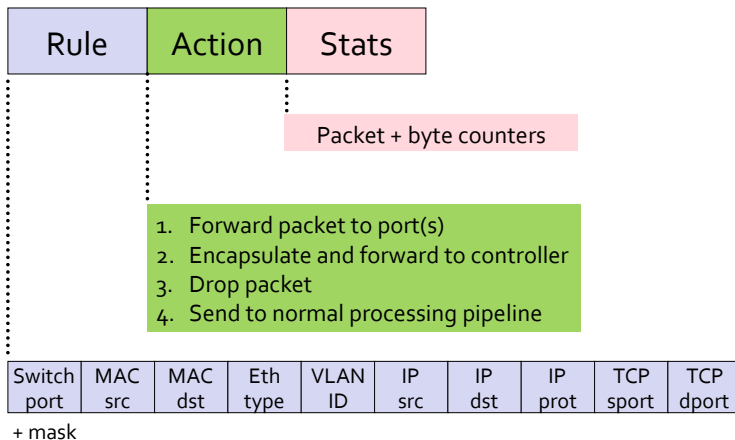 Rule Action Stats
Packet + byte counters
1. Forward packet to port(s)
2. Encapsulate and forward to controller
3. Drop packet
4. Send to normal processing pipeline
Switch port MAC src MAC dst Eth type VLAN ID IP src IP dst IP prot TCP sport TCP dport
+ mask